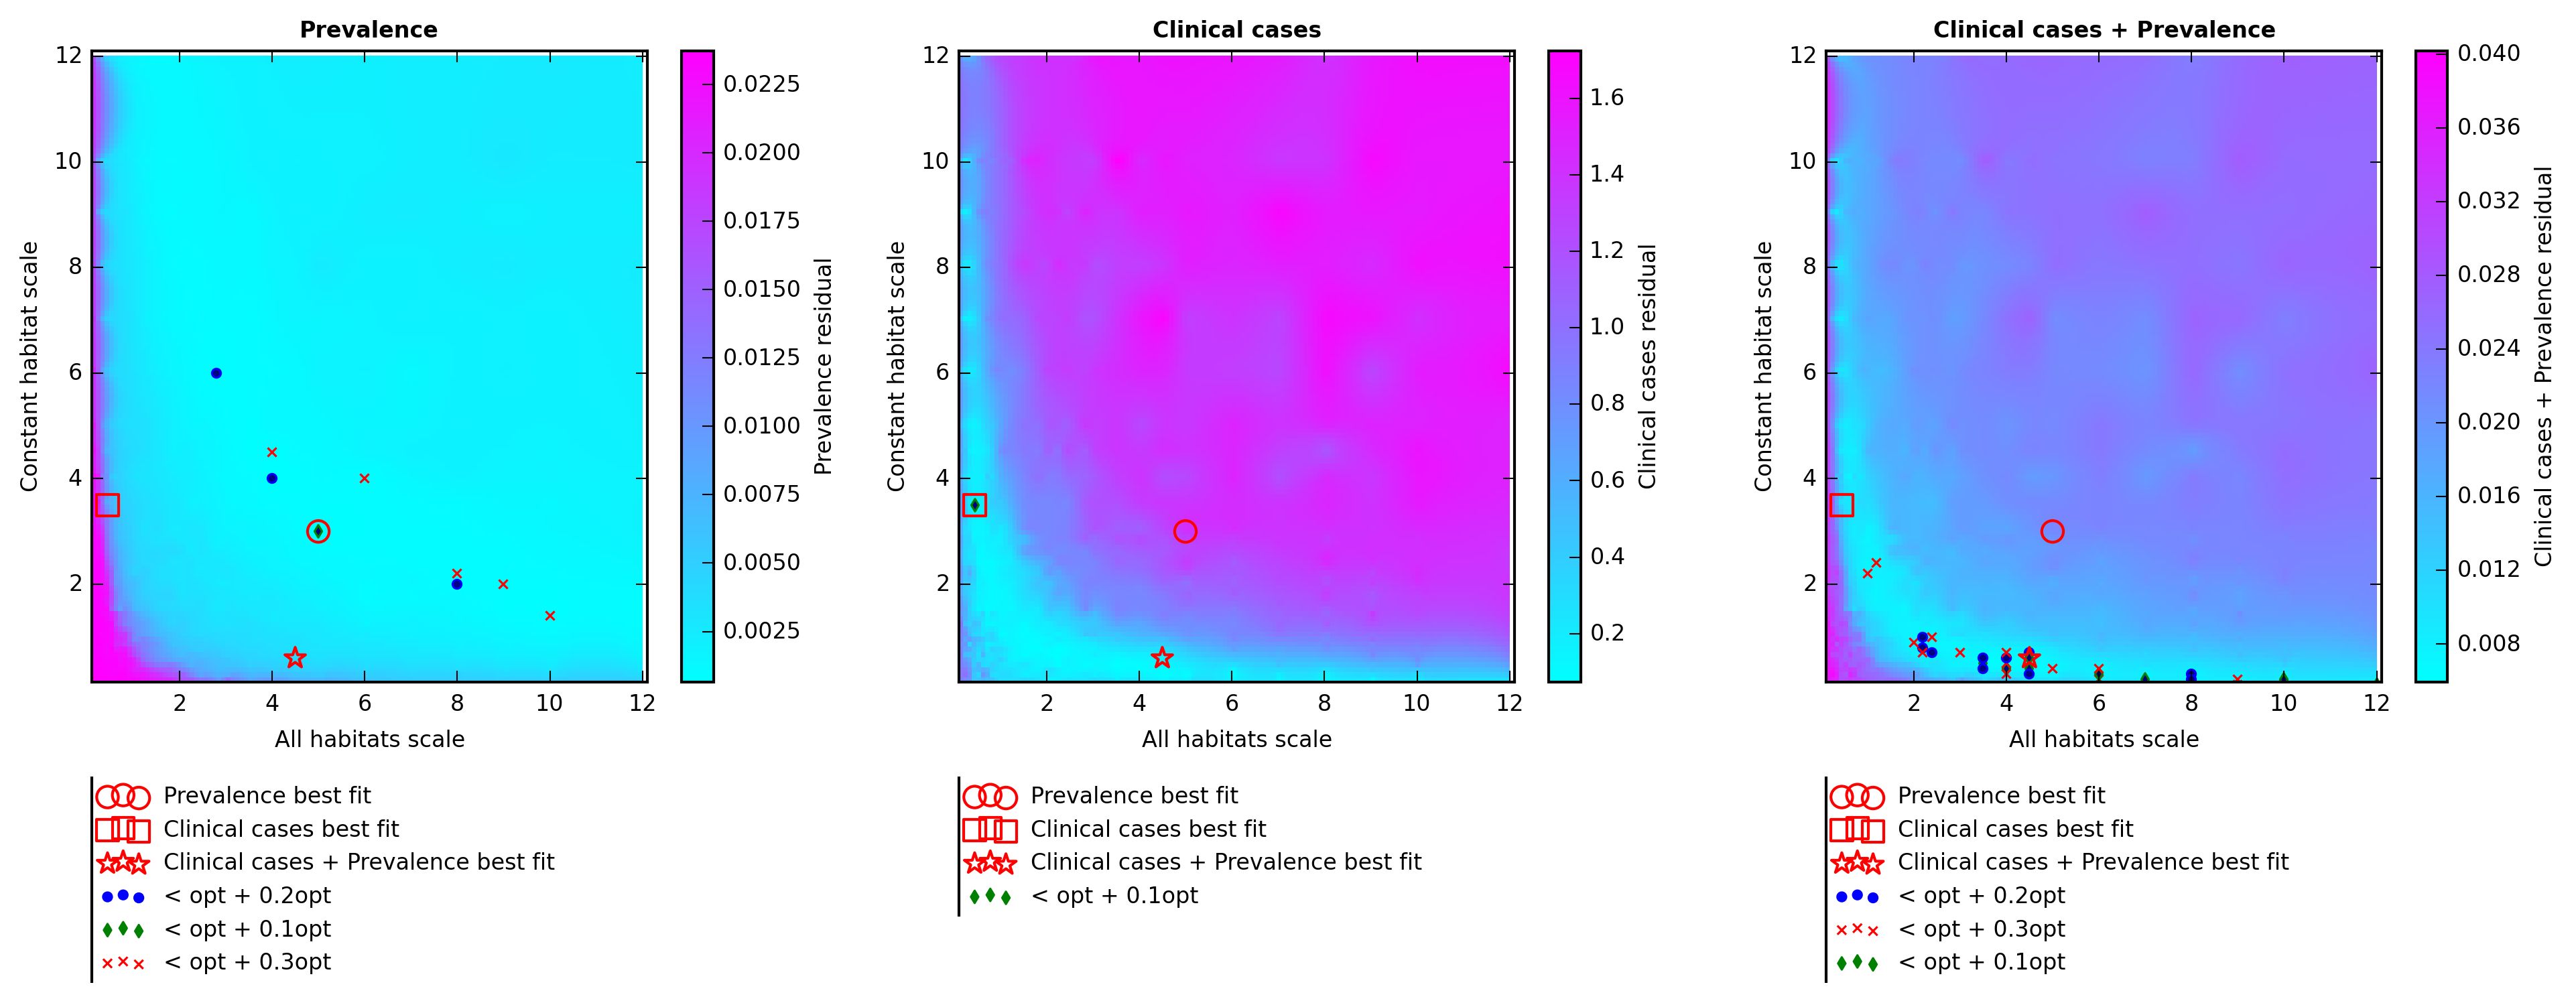 Prevalence
12
10
8
6
4
2
2
4
6
8
10
12
Constant habitat scale
All habitats scale
0.0225
0.0200
0.0175
0.0150
0.0125
0.0100
0.0075
0.0050
0.0025
Prevalence residual
Prevalence best fit
Clinical cases best fit
Clinical cases + Prevalence best fit
< opt + 0.2opt
< opt + 0.1opt
< opt + 0.3opt
Clinical cases
12
10
8
6
4
2
2
4
6
8
10
12
Constant habitat scale
All habitats scale
1.6
1.4
1.2
1.0
0.8
0.6
0.4
0.2
Clinical cases residual
Prevalence best fit
Clinical cases best fit
Clinical cases + Prevalence best fit
< opt + 0.1opt
Clinical cases + Prevalence
12
10
8
6
4
2
2
4
6
8
10
12
Constant habitat scale
All habitats scale
0.040
0.036
0.032
0.028
0.024
0.020
0.016
0.012
0.008
Clinical cases + Prevalence residual
Prevalence best fit
Clinical cases best fit
Clinical cases + Prevalence best fit
< opt + 0.2opt
< opt + 0.3opt
< opt + 0.1opt